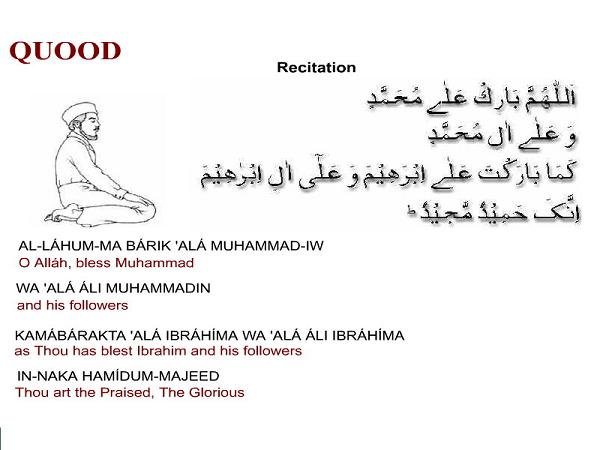 QUOOD
Recitation
اَللّٰهُمَّ بَارِكْ عَلٰے مُحَمَّدٍ
وَ عَلٰے اٰلِ مُحَمَّدٍ
كَمَا بَارَكْتَ عَلٰے اِبْرٰهِيْمَ وَ عَلٰٓى اٰلِ اِبْرٰهِيْمَ
اِنَّکَ حَمِيْدٌ مَّجِيْدٌ ؕ
AL-LÁHUM-MA BÁRIK 'ALÁ MUHAMMAD-IW
O Alláh, bless Muhammad
WA 'ALÁ ÁLI MUHAMMADIN
and his followers
KAMÁBÁRAKTA 'ALÁ IBRÁHÍMA WA 'ALÁ ÁLI IBRÁHÍMA
as Thou has blest Ibrahim and his followers
IN-NAKA HAMÍDUM-MAJEED
Thou art the Praised, The Glorious